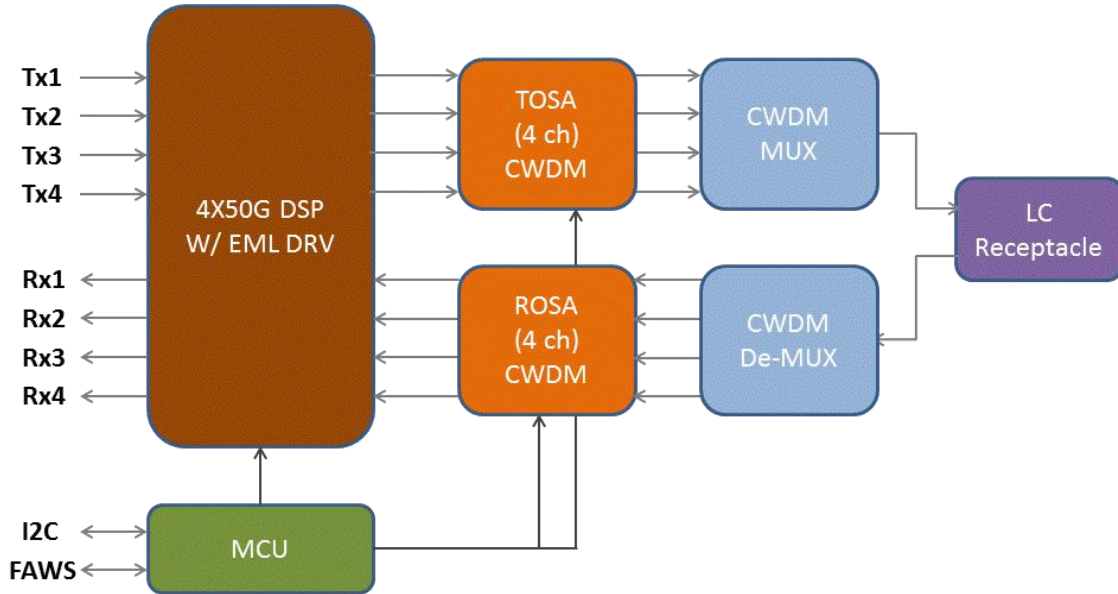 Tx1
Tx2
Tx3
Tx4
4X50G DSP
W/ EML DRV
TOSA
(4 ch)
CWDM
CWDM
MUX
LC
Receptacle
Rx1
Rx2
Rx3
Rx4
ROSA
(4 ch)
CWDM
CWDM
De-MUX
I2C
FAWS
MCU